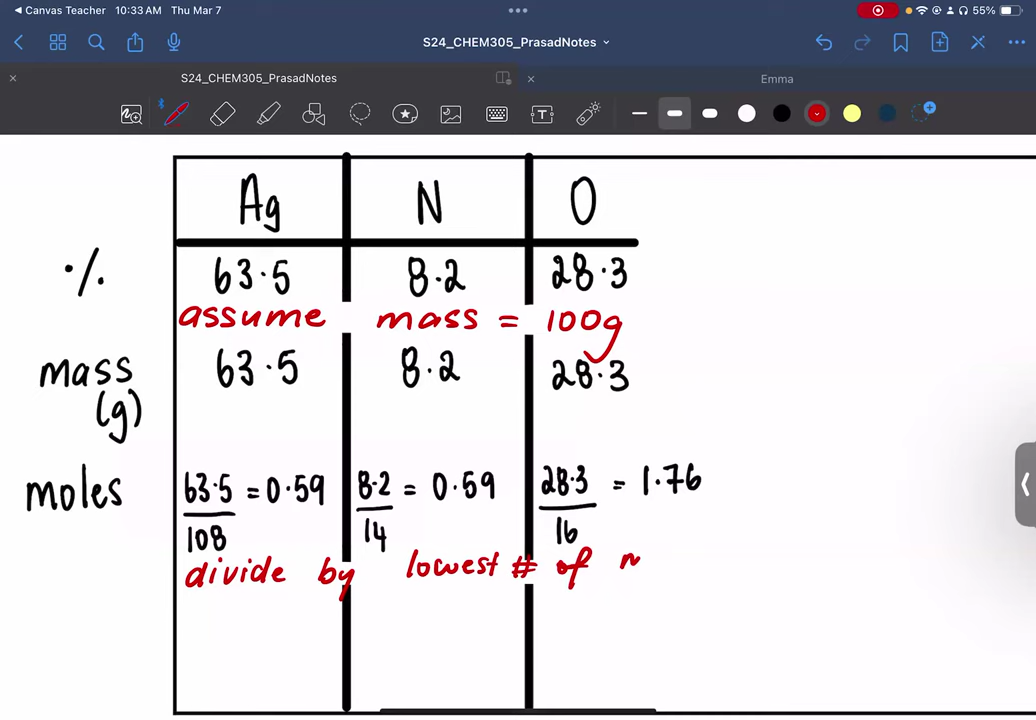 Canvas Teacher 10:33 AM Thu Mar 7 55%
S24_CHEM305_PrasadNotes
S24_CHEM305_PrasadNotes Emma
Ag N O
·/. 63.5 8.2 28.3
assume mass = 100g
mass (g) 63.5 8.2 28.3
moles 63.5/108 = 0.59 8.2/14 = 0.59 28.3/16 = 1.76
divide by lowest # of